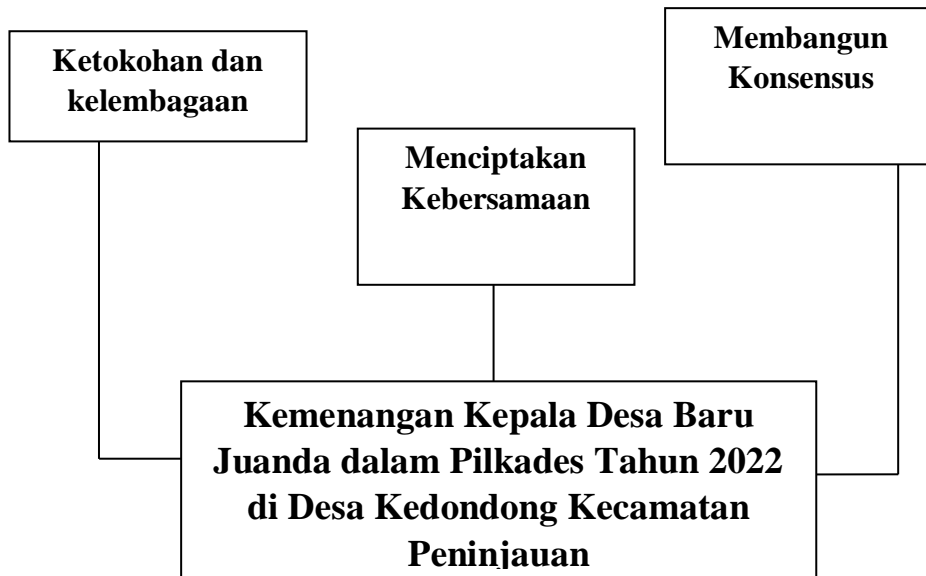 Ketokohan dan
kelembagaan
Membangun
Konsensus
Menciptakan
Kebersamaan
Kemenangan Kepala Desa Baru
Juanda dalam Pilkades Tahun 2022
di Desa Kedondong Kecamatan
Peninjauan